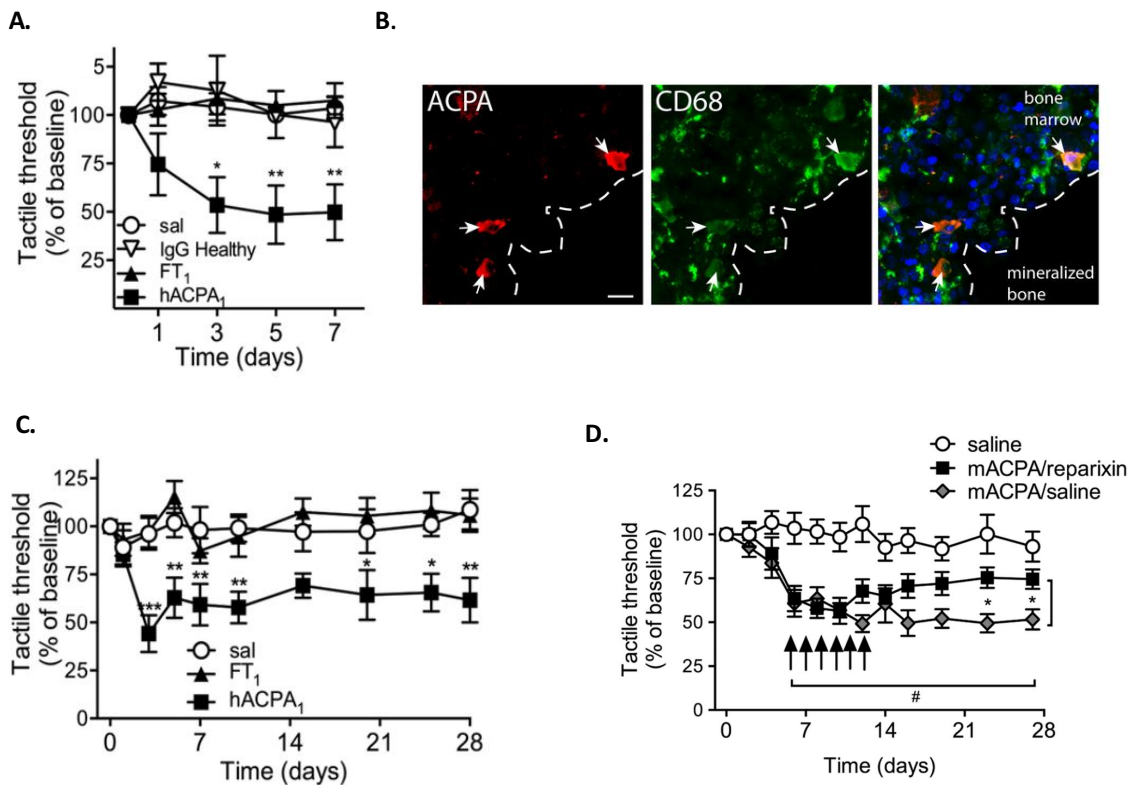 A.
Tactile threshold
(% of baseline)
5
100
75
50
25
*
**
**
sal
IgG Healthy
FT1
hACPA1
1
3
5
7
Time (days)
B.
ACPA
CD68
bone
marrow
mineralized
bone
C.
Tactile threshold
(% of baseline)
125
100
75
50
25
0
***
**
**
**
*
*
**
sal
FT1
hACPA1
0
7
14
21
28
Time (days)
D.
saline
mACPA/reparixin
mACPA/saline
Tactile threshold
(% of baseline)
125
100
75
50
25
0
*
*
#
0
7
14
21
28
Time (days)